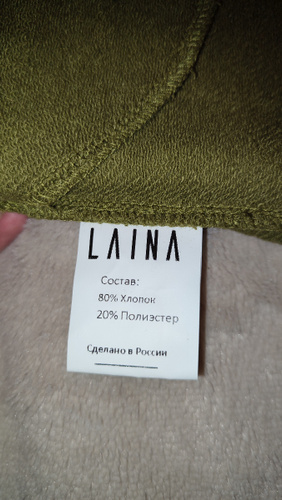 LAINA
Состав:
80% Хлопок
20% Полиэстер
Сделано в России